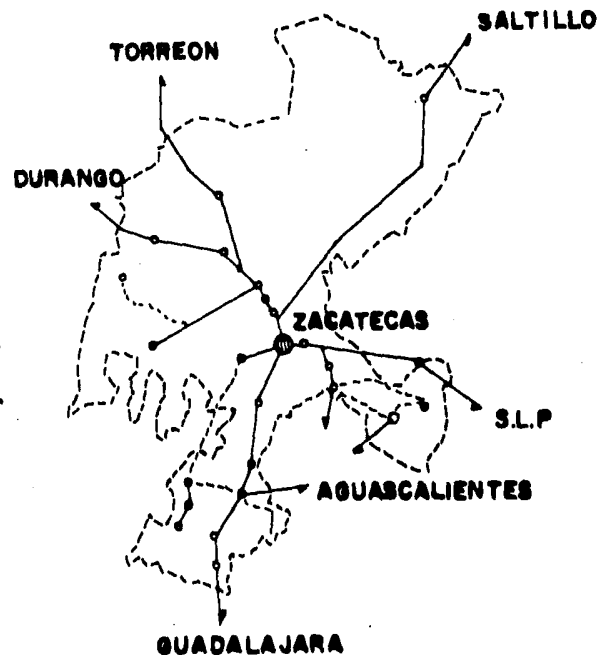 SALTILLO
TORREON
DURANGO
ZACATECAS
S.L.P
AGUASCALIENTES
GUADALAJARA